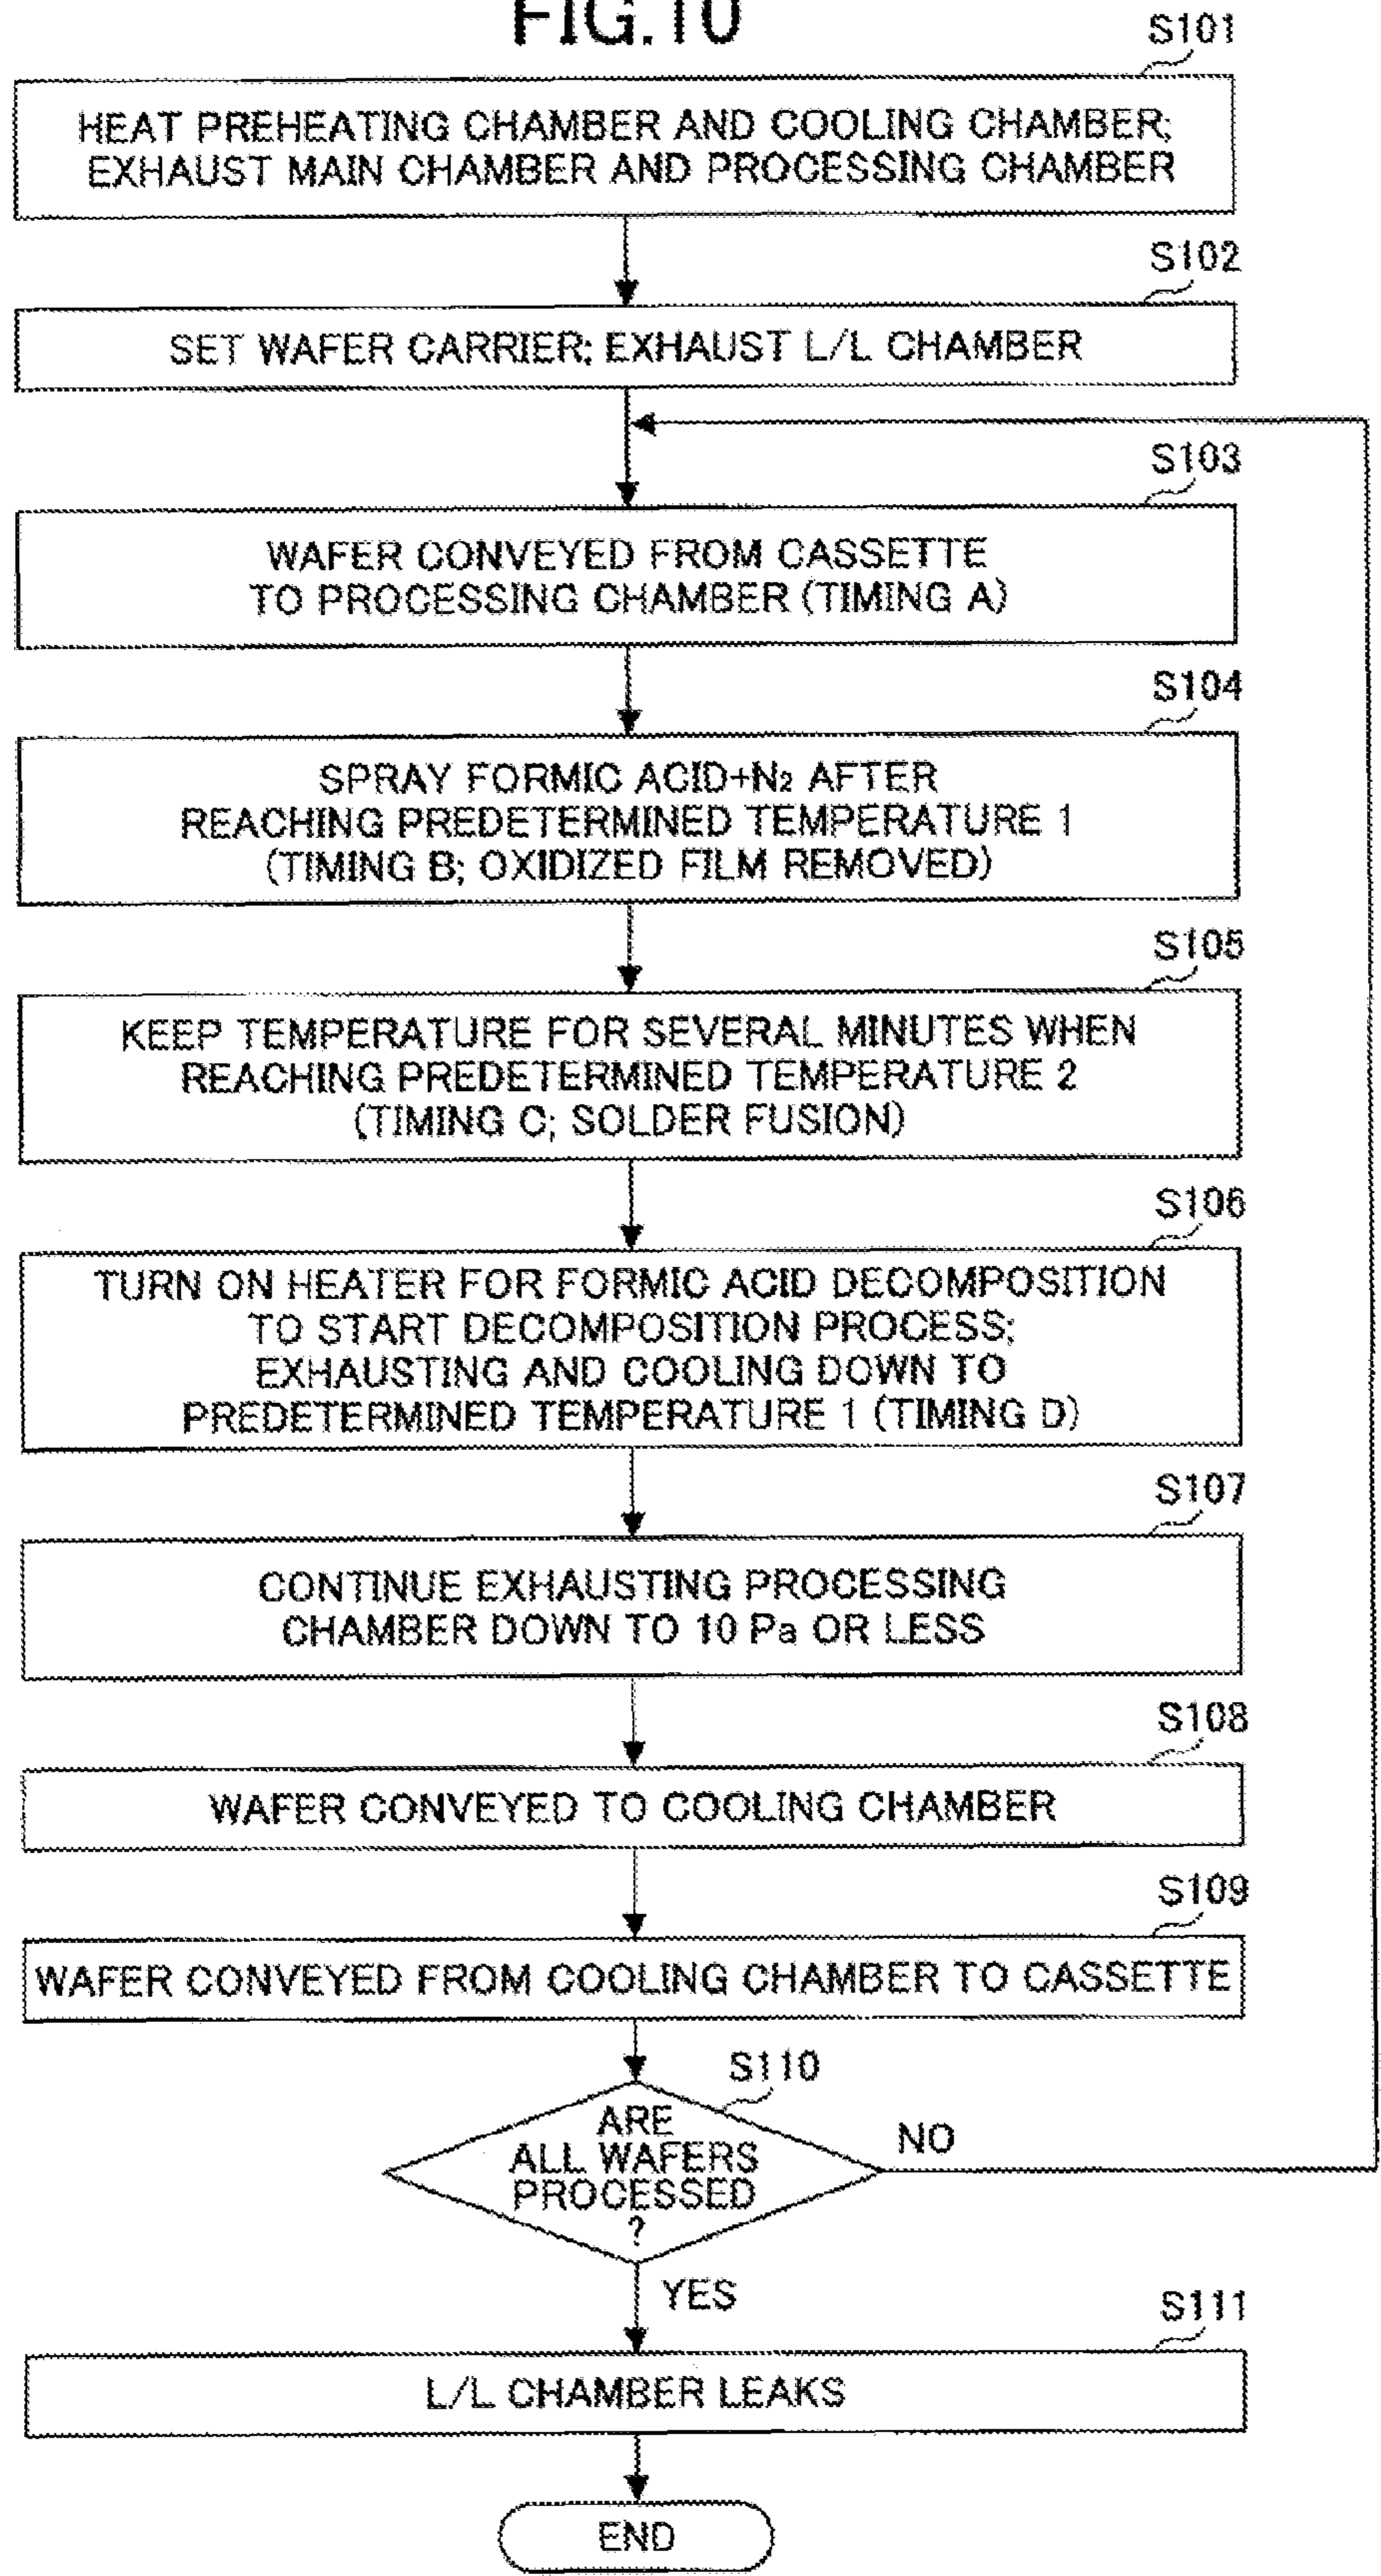 FIG.10
S101
HEAT PREHEATING CHAMBER AND COOLING CHAMBER;
EXHAUST MAIN CHAMBER AND PROCESSING CHAMBER
S102
SET WAFER CARRIER; EXHAUST L/L CHAMBER
S103
WAFER CONVEYED FROM CASSETTE
TO PROCESSING CHAMBER (TIMING A)
S104
SPRAY FORMIC ACID+N₂ AFTER
REACHING PREDETERMINED TEMPERATURE 1
(TIMING B; OXIDIZED FILM REMOVED)
S105
KEEP TEMPERATURE FOR SEVERAL MINUTES WHEN
REACHING PREDETERMINED TEMPERATURE 2
(TIMING C; SOLDER FUSION)
S106
TURN ON HEATER FOR FORMIC ACID DECOMPOSITION
TO START DECOMPOSITION PROCESS;
EXHAUSTING AND COOLING DOWN TO
PREDETERMINED TEMPERATURE 1 (TIMING D)
S107
CONTINUE EXHAUSTING PROCESSING
CHAMBER DOWN TO 10 Pa OR LESS
S108
WAFER CONVEYED TO COOLING CHAMBER
S109
WAFER CONVEYED FROM COOLING CHAMBER TO CASSETTE
S110
ARE
ALL WAFERS
PROCESSED
?
NO
YES
S111
L/L CHAMBER LEAKS
END